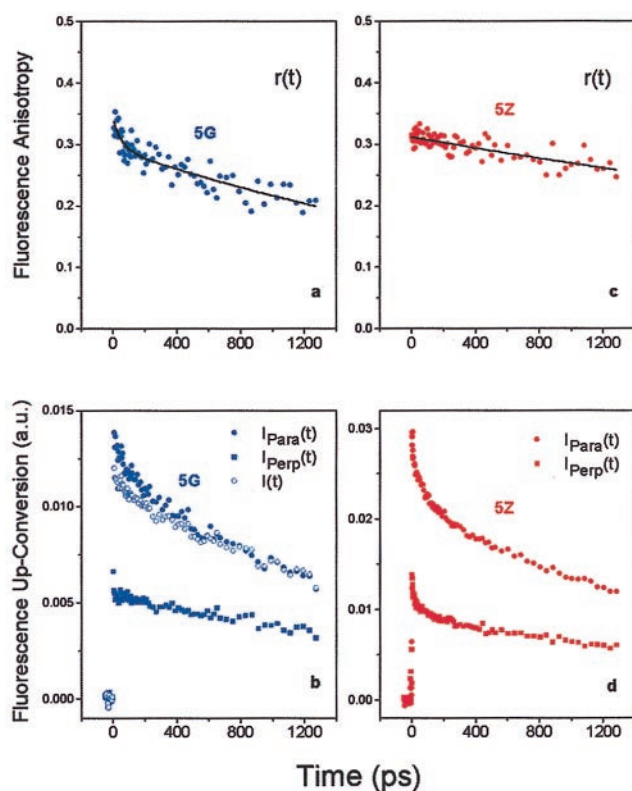 Fluorescence Anisotropy
0.5
0.4
0.3
0.2
0.1
0.0
r(t)
5G
a
0 400 800 1200
0.5
0.4
0.3
0.2
0.1
0.0
r(t)
5Z
c
0 400 800 1200
Fluorescence Up-Conversion (a.u.)
0.015
0.010
0.005
0.000
IPara(t)
IPerp(t)
I(t)
5G
b
0 400 800 1200
0.03
0.02
0.01
0.00
IPara(t)
IPerp(t)
5Z
d
0 400 800 1200
Time (ps)